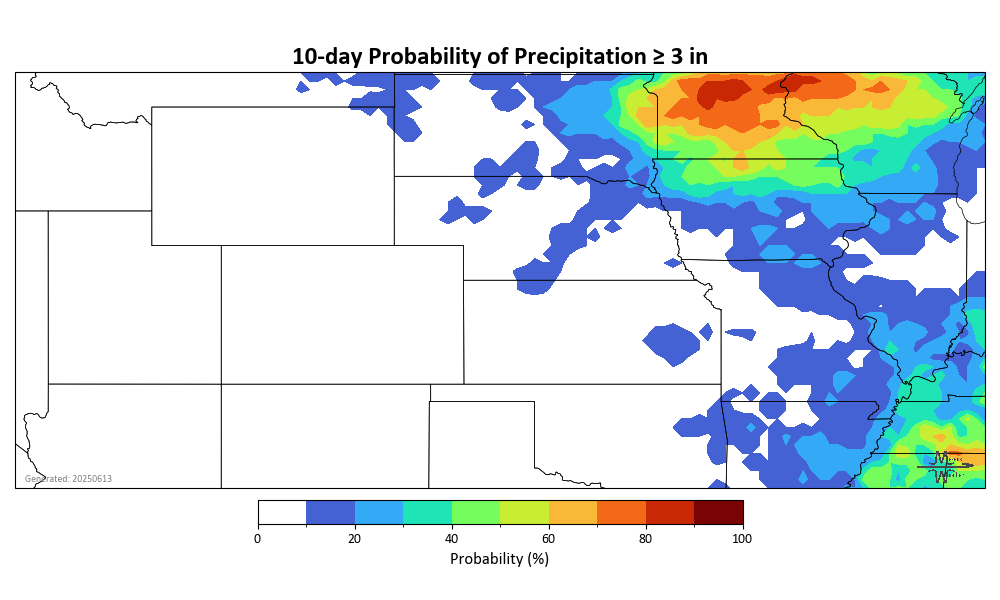 10-day Probability of Precipitation ≥ 3 in
Generated: 20250613
0 20 40 60 80 100
Probability (%)